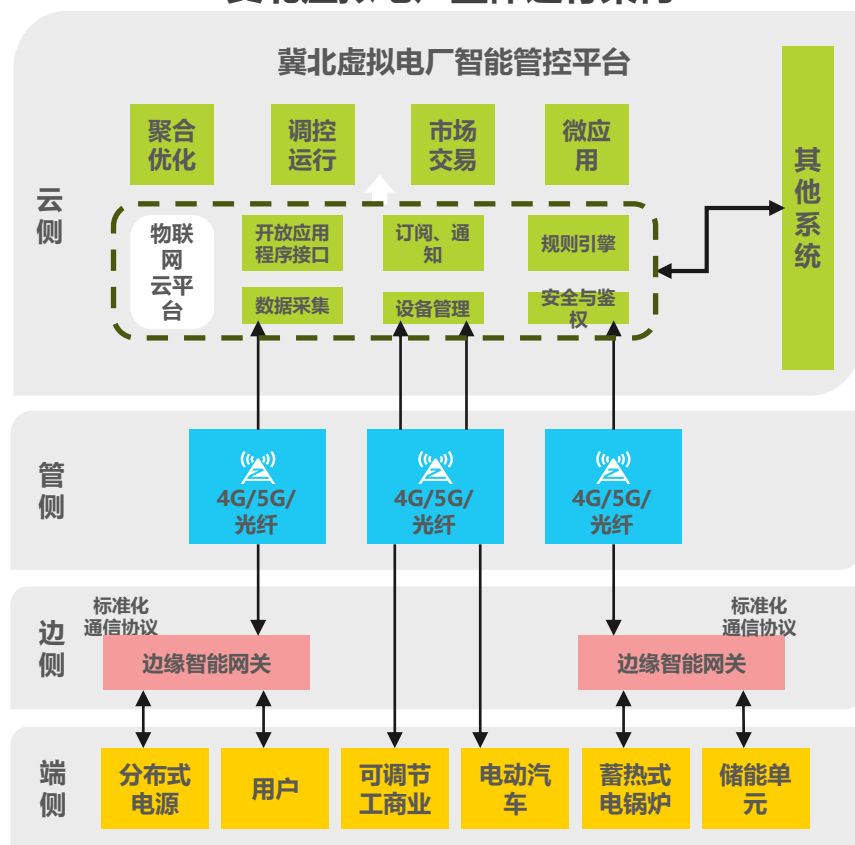 冀北虚拟电厂智能管控平台
聚合
优化
调控
运行
市场
交易
微应
用
其
他
系
统
云
侧
物联
网
云平
台
开放应用
程序接口
订阅、通
知
规则引擎
数据采集
设备管理
安全与鉴
权
管
侧
4G/5G/
光纤
4G/5G/
光纤
4G/5G/
光纤
边
侧
标准化
通信协议
标准化
通信协议
边缘智能网关
边缘智能网关
端
侧
分布式
电源
用户
可调节
工商业
电动汽
车
蓄热式
电锅炉
储能单
元